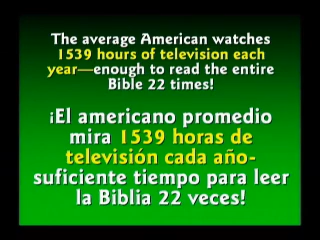 The average American watches
1539 hours of television each
year—enough to read the entire
Bible 22 times!
¡El americano promedio
mira 1539 horas de
televisión cada año-
suficiente tiempo para leer
la Biblia 22 veces!